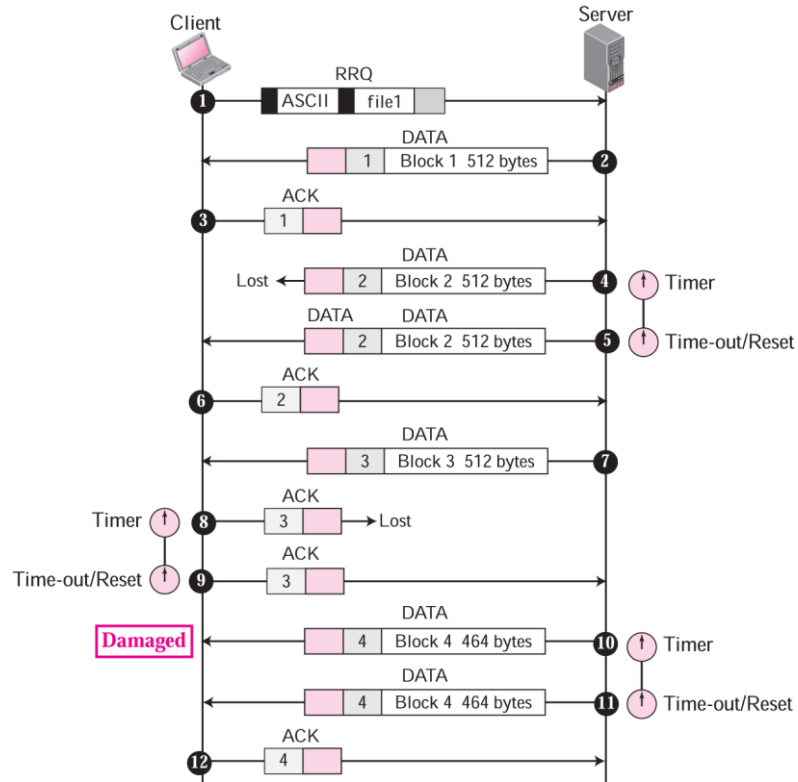 Client
Server
RRQ
1
ASCII
file1
DATA
1
Block 1 512 bytes
2
ACK
3
1
DATA
Lost
2
Block 2 512 bytes
4
Timer
DATA
DATA
2
Block 2 512 bytes
5
Time-out/Reset
ACK
6
2
DATA
3
Block 3 512 bytes
7
ACK
Timer
8
3
Lost
ACK
Time-out/Reset
9
3
DATA
Damaged
4
Block 4 464 bytes
10
Timer
DATA
4
Block 4 464 bytes
11
Time-out/Reset
ACK
12
4